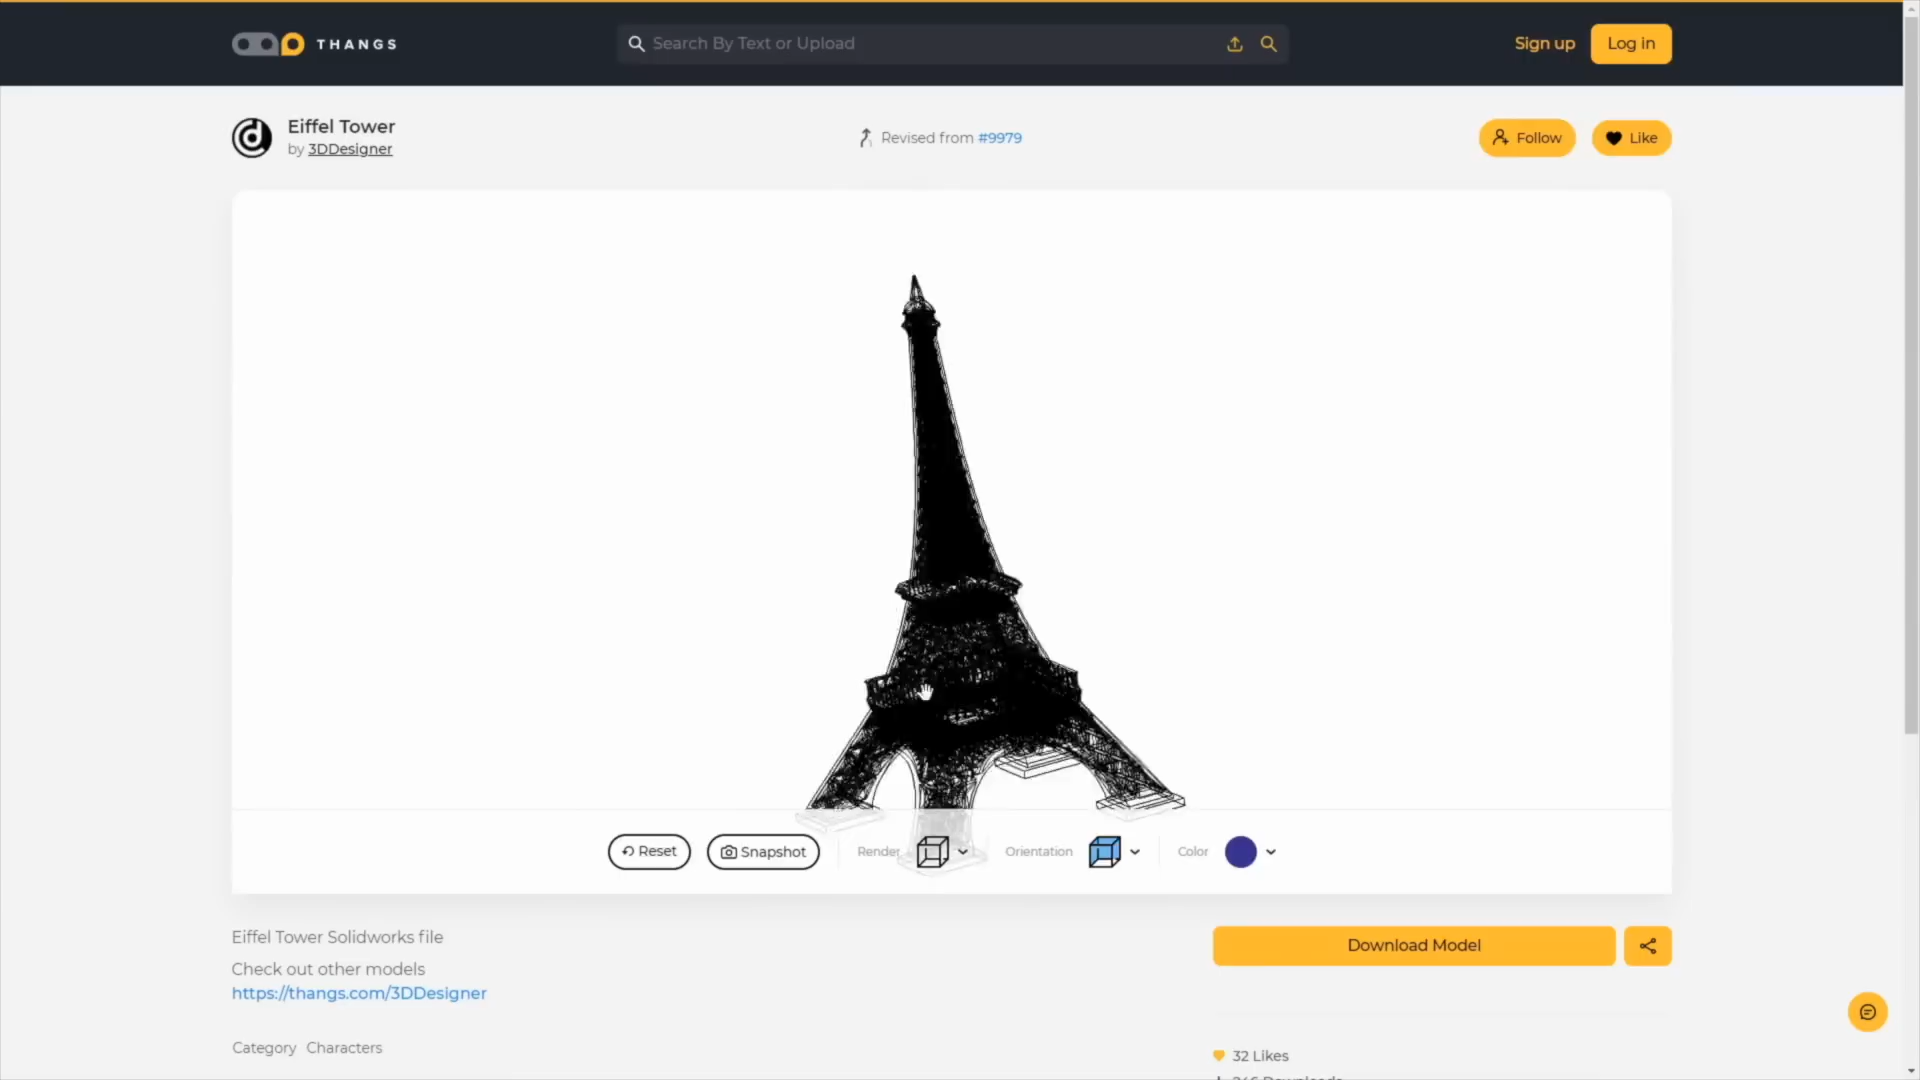 THANGS
Search By Text or Upload
Sign up
Log in
Eiffel Tower
by 3DDesigner
Revised from #9979
Follow
Like
Reset
Snapshot
Render
Orientation
Color
Eiffel Tower Solidworks file
Download Model
Check out other models
https://thangs.com/3DDesigner
Category Characters
32 Likes